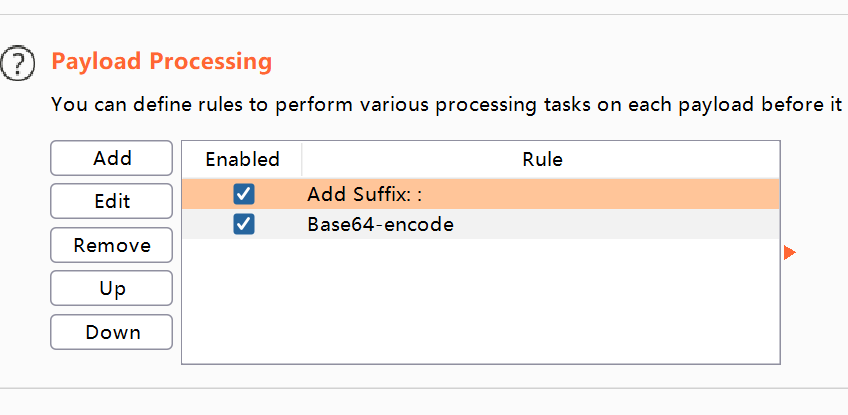 ?
Payload Processing
You can define rules to perform various processing tasks on each payload before it
Add
Enabled Rule
Add Suffix: :
Edit
Base64-encode
Remove
Up
Down